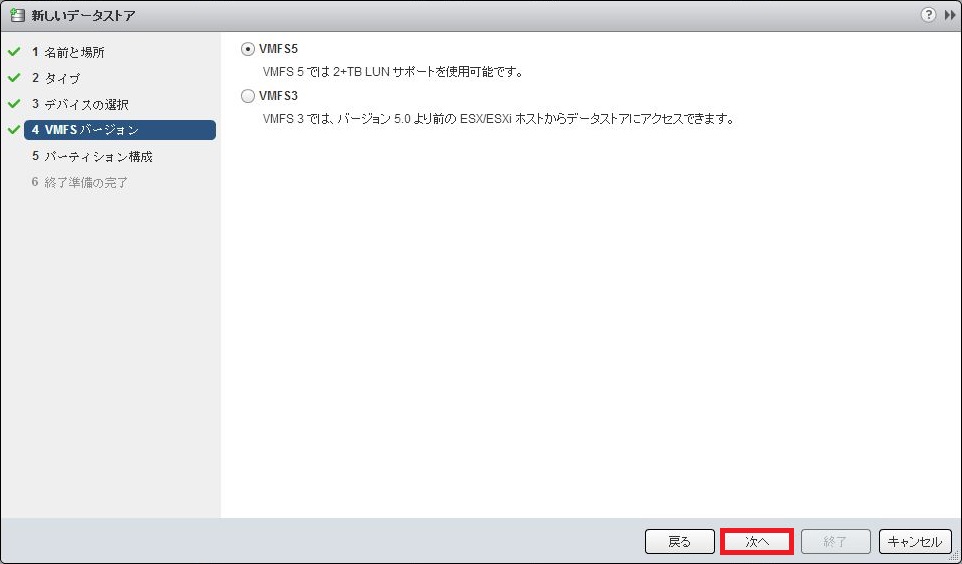 新しいデータストア
?
1 名前と場所
2 タイプ
3 デバイスの選択
4 VMFS バージョン
5 パーティション構成
6 終了準備の完了
VMFS5
VMFS 5 では 2+TB LUN サポートを使用可能です。
VMFS3
VMFS 3 では、バージョン 5.0 より前の ESX/ESXi ホストからデータストアにアクセスできます。
戻る 次へ 終了 キャンセル